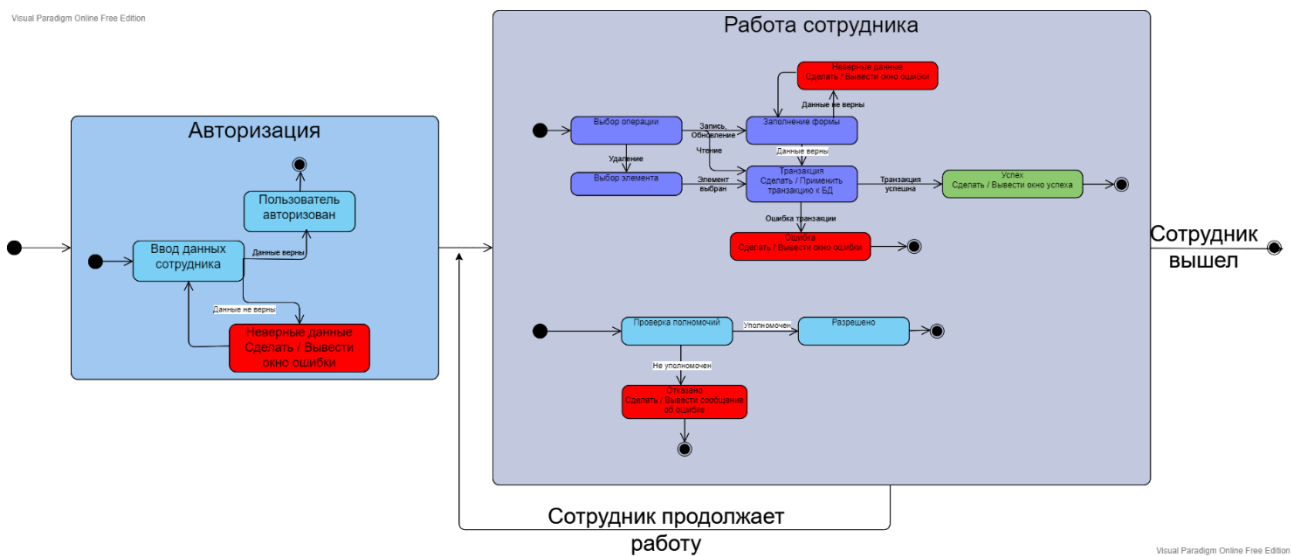 Visual Paradigm Online Free Edition
Работа сотрудника
Неверные данные
Сделать / Вывести окно ошибки
Данные не верны
Авторизация
Выбор операции
Запись,
Обновление
Заполнение формы
Чтение
Данные верны
Удаление
Выбор элемента
Элемент
выбран
Транзакция
Сделать / Применить
транзакцию к БД
Транзакция
успешна
Успех
Сделать / Вывести окно успеха
Пользователь
авторизован
Ошибка транзакции
Ошибка
Сделать / Вывести окно ошибки
Ввод данных
сотрудника
Данные верны
Сотрудник
вышел
Данные не верны
Неверные данные
Сделать / Вывести
окно ошибки
Проверка полномочий
Уполномочен
Разрешено
Не уполномочен
Отказано
Сделать / Вывести сообщение
об ошибке
Сотрудник продолжает
работу
Visual Paradigm Online Free Edition